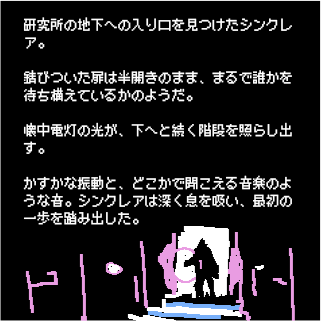 研究所の地下への入り口を見つけたシンクレ
ア。
錆びついた扉は半開きのまま、まるで誰かを
待ち構えているかのようだ。
懐中電灯の光が、下へと続く階段を照らし出
す。
かすかな振動と、どこかで聞こえる音楽のよ
うな音。シンクレアは深く息を吸い、最初の
一歩を踏み出した。